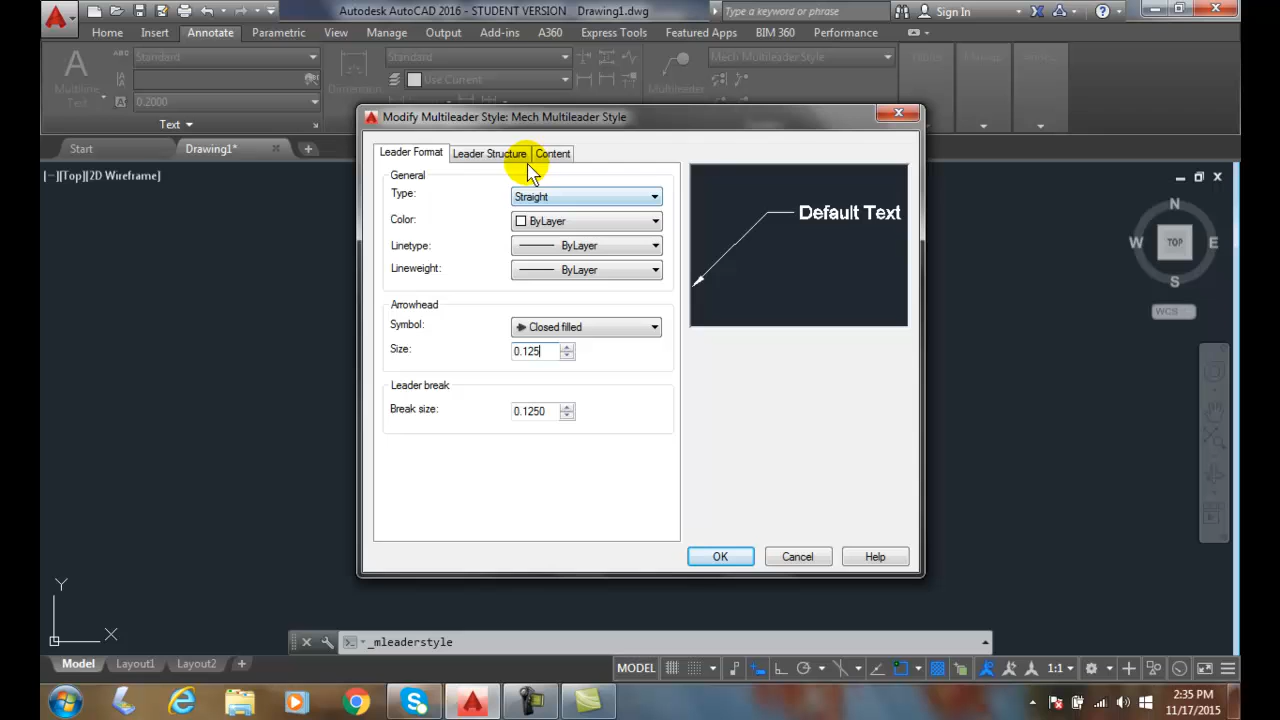 Autodesk AutoCAD 2016 - STUDENT VERSION Drawing1.dwg
Type a keyword or phrase
Sign In
Home Insert Annotate Parametric View Manage Output Add-ins A360 Express Tools Featured Apps BIM 360 Performance
Standard
Standard
Mech Multileader Style
Use Current
Multiline Text
Dimension
Multileader
0.2000
Text
Start
Drawing1*
[−][Top][2D Wireframe]
Modify Multileader Style: Mech Multileader Style
Leader Format Leader Structure Content
General
Type: Straight
Color: ByLayer
Linetype: ByLayer
Lineweight: ByLayer
Arrowhead
Symbol: Closed filled
Size: 0.125
Leader break
Break size: 0.1250
Default Text
OK Cancel Help
N
W TOP E
S
WCS
Y
X
_mleaderstyle
Model Layout1 Layout2 +
MODEL
1:1
2:35 PM
11/17/2015